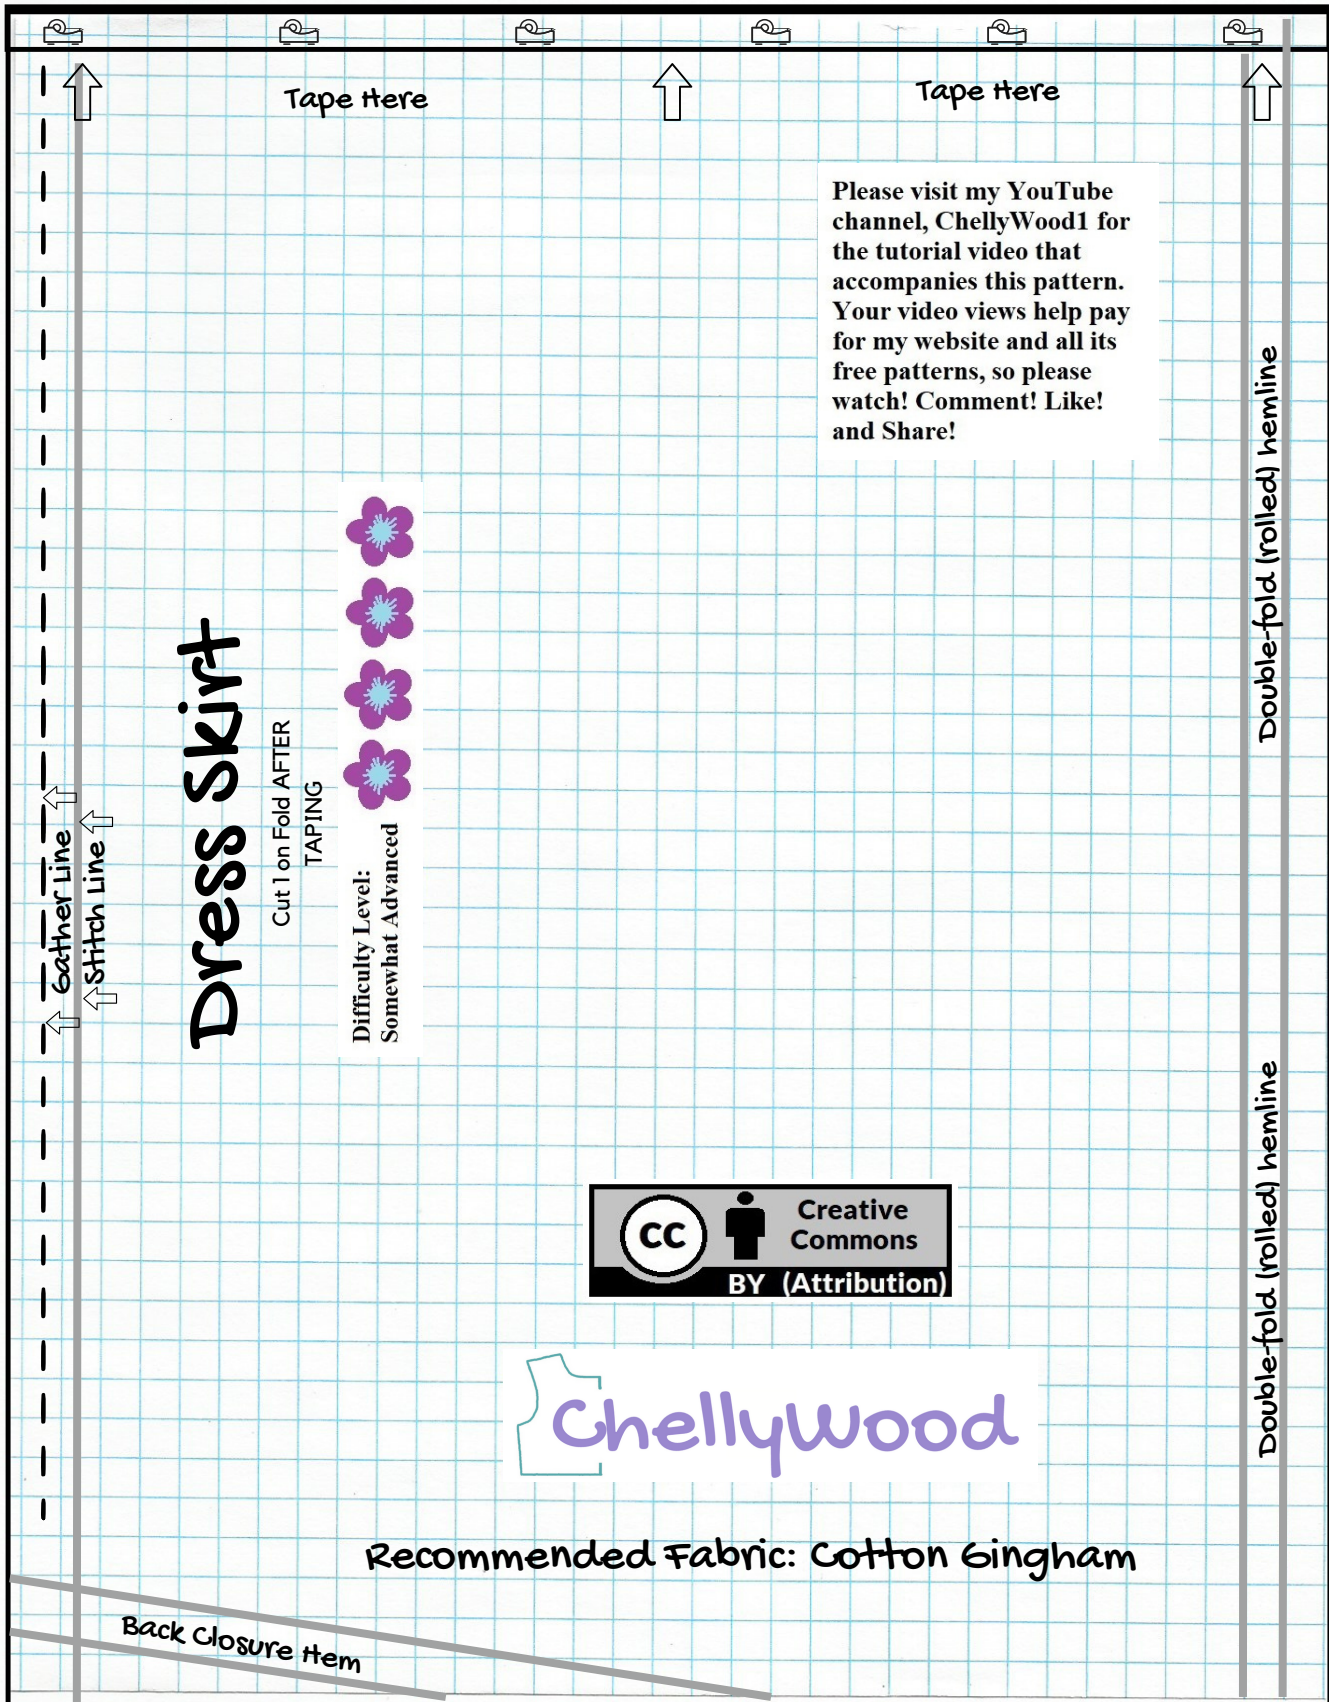 Tape Here
Tape Here
Please visit my YouTube
channel, ChellyWood1 for
the tutorial video that
accompanies this pattern.
Your video views help pay
for my website and all its
free patterns, so please
watch! Comment! Like!
and Share!
Double-fold (rolled) hemline
Gather Line
Stitch Line
Dress Skirt
Cut 1 on Fold AFTER
TAPING
Difficulty Level:
Somewhat Advanced
Double-fold (rolled) hemline
CC
Creative
Commons
BY (Attribution)
ChellyWood
Recommended Fabric: Cotton Gingham
Back Closure Hem